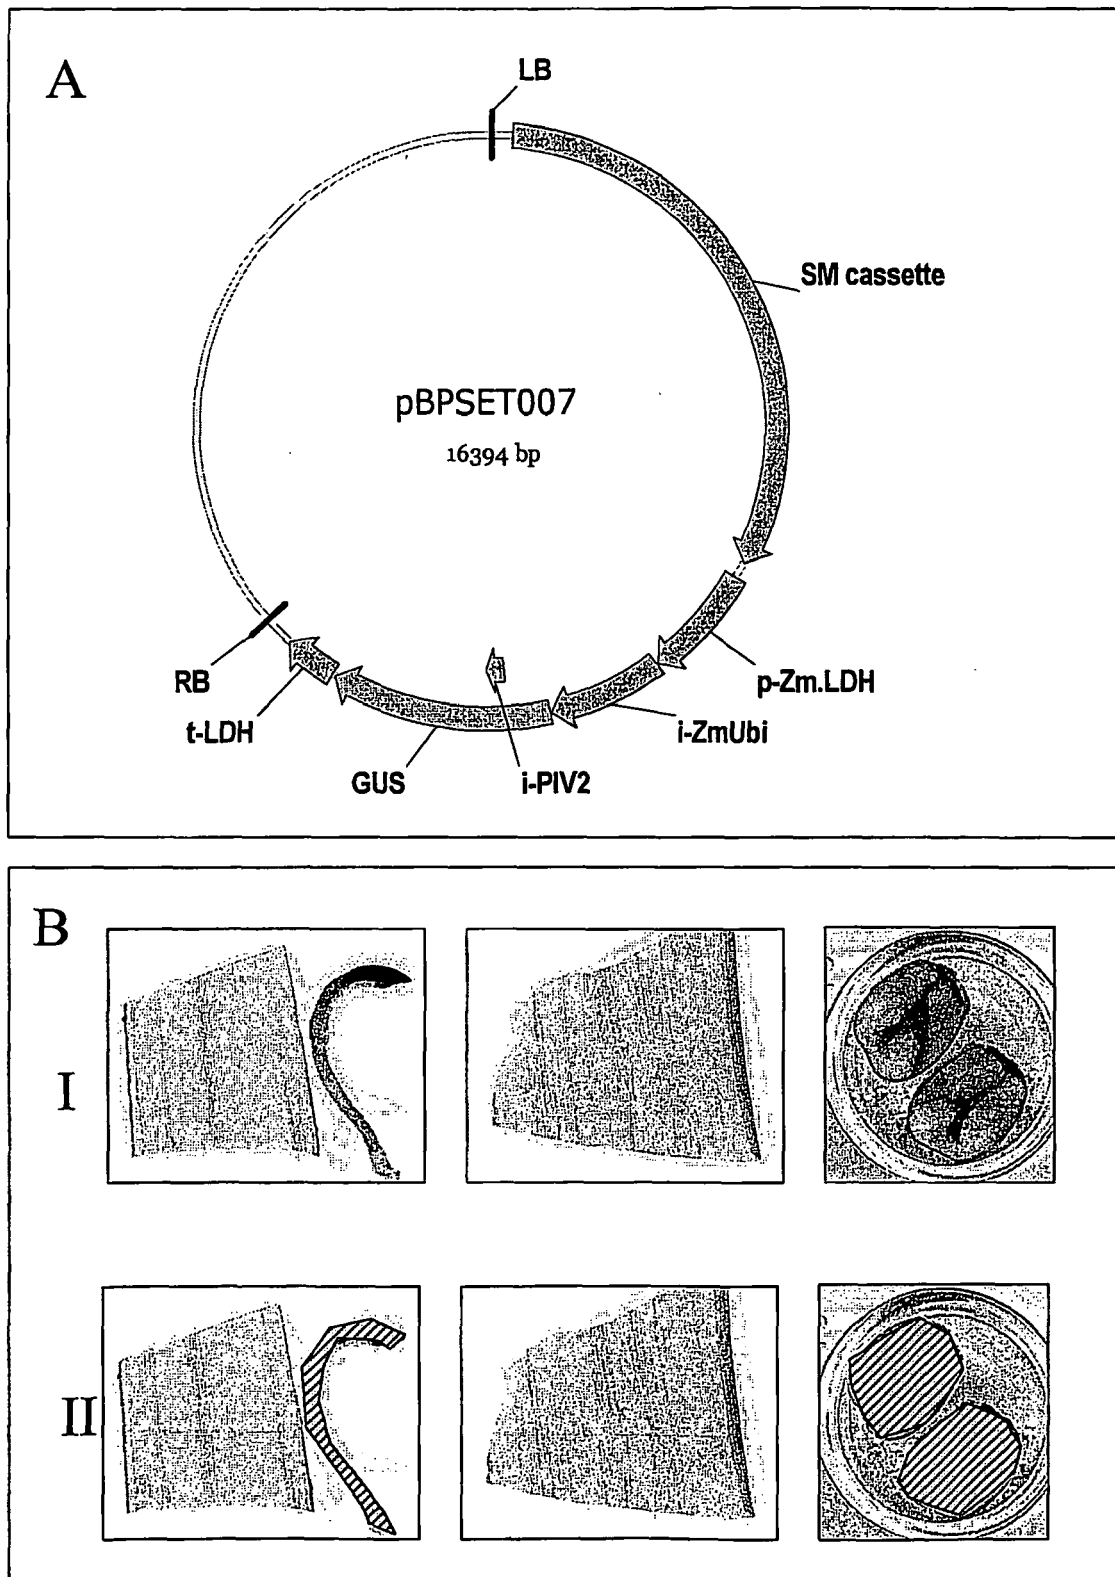 A
LB
SM cassette
pBPSET007
16394 bp
p-Zm.LDH
i-ZmUbi
i-PIV2
GUS
t-LDH
RB
B
I
II